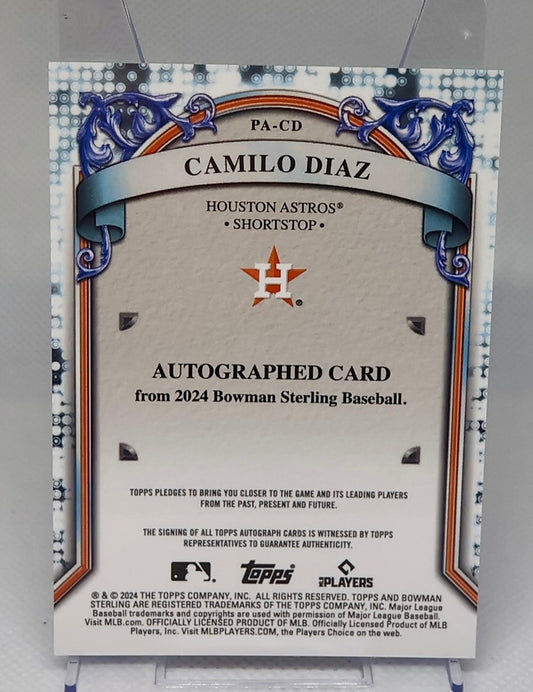 PA-CD
CAMILO DIAZ
HOUSTON ASTROS®
• SHORTSTOP •
H ®
AUTOGRAPHED CARD
from 2024 Bowman Sterling Baseball.
TOPPS PLEDGES TO BRING YOU CLOSER TO THE GAME AND ITS LEADING PLAYERS
FROM THE PAST, PRESENT AND FUTURE.
THE SIGNING OF ALL TOPPS AUTOGRAPH CARDS IS WITNESSED BY TOPPS
REPRESENTATIVES TO GUARANTEE AUTHENTICITY.
Topps
MLB PLAYERS
® & © 2024 THE TOPPS COMPANY, INC. ALL RIGHTS RESERVED. TOPPS AND BOWMAN
STERLING ARE REGISTERED TRADEMARKS OF THE TOPPS COMPANY, INC. Major League
Baseball trademarks and copyrights are used with permission of Major League Baseball.
Visit MLB.com. OFFICIALLY LICENSED PRODUCT OF MLB. Officially Licensed Product of MLB
Players, Inc. Visit MLBPLAYERS.COM, the Players Choice on the web.